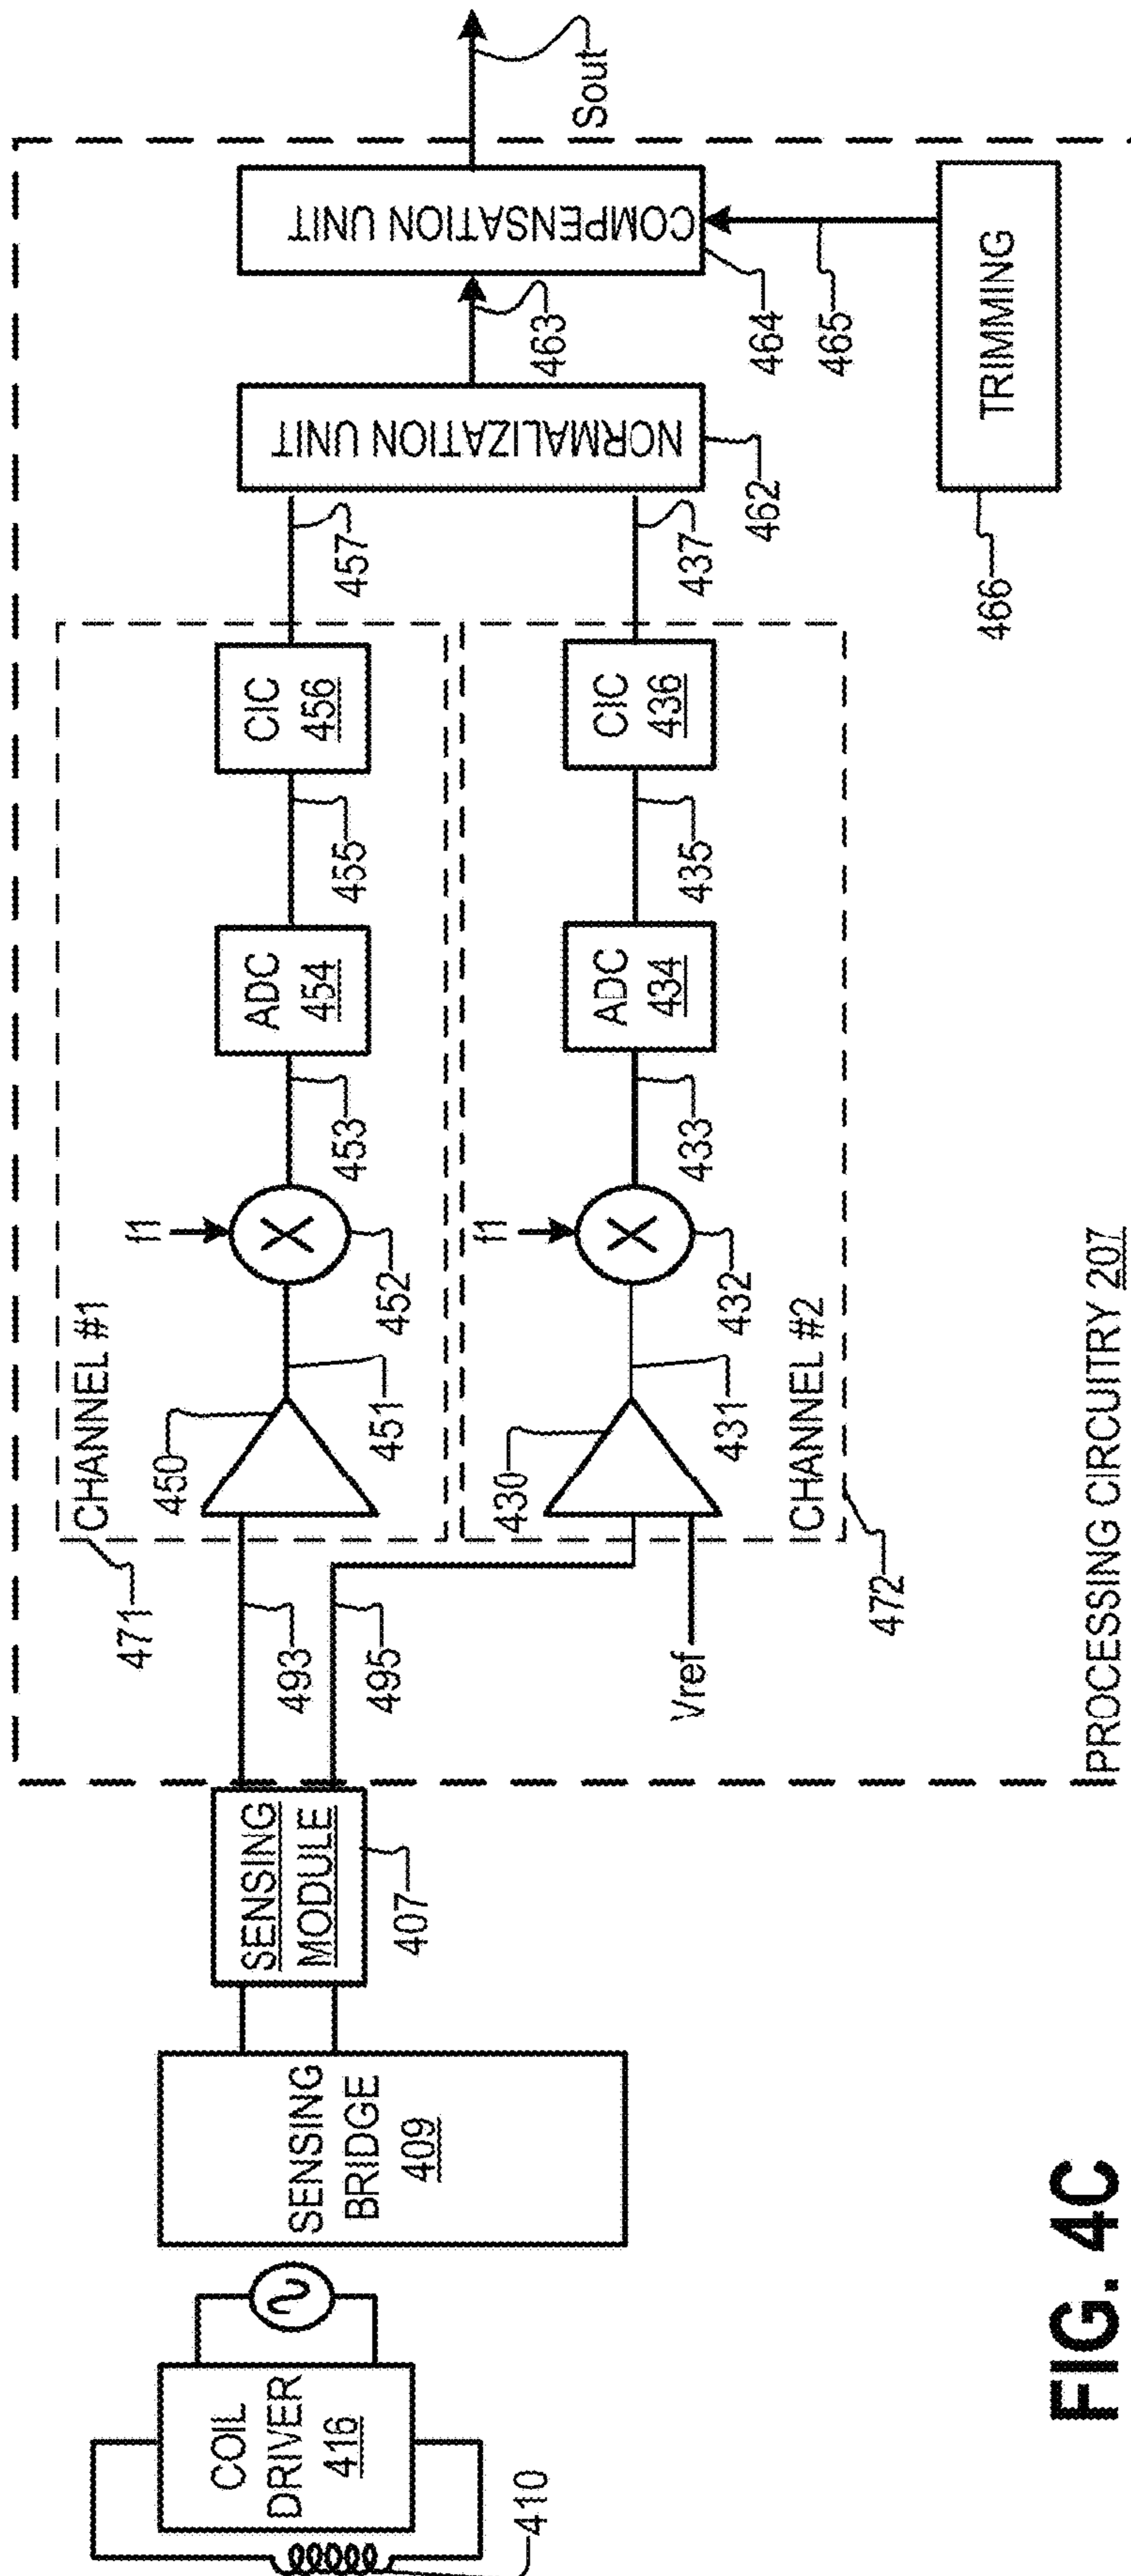 COIL
DRIVER
416
410
SENSING
BRIDGE
409
SENSING
MODULE
407
493
495
Vref
471
CHANNEL #1
450
451
f1
452
453
ADC
454
455
CIC
456
457
472
CHANNEL #2
430
431
f1
432
433
ADC
434
435
CIC
436
437
NORMALIZATION UNIT
462
463
COMPENSATION UNIT
464
465
TRIMMING
466
Sout
PROCESSING CIRCUITRY 207
FIG. 4C